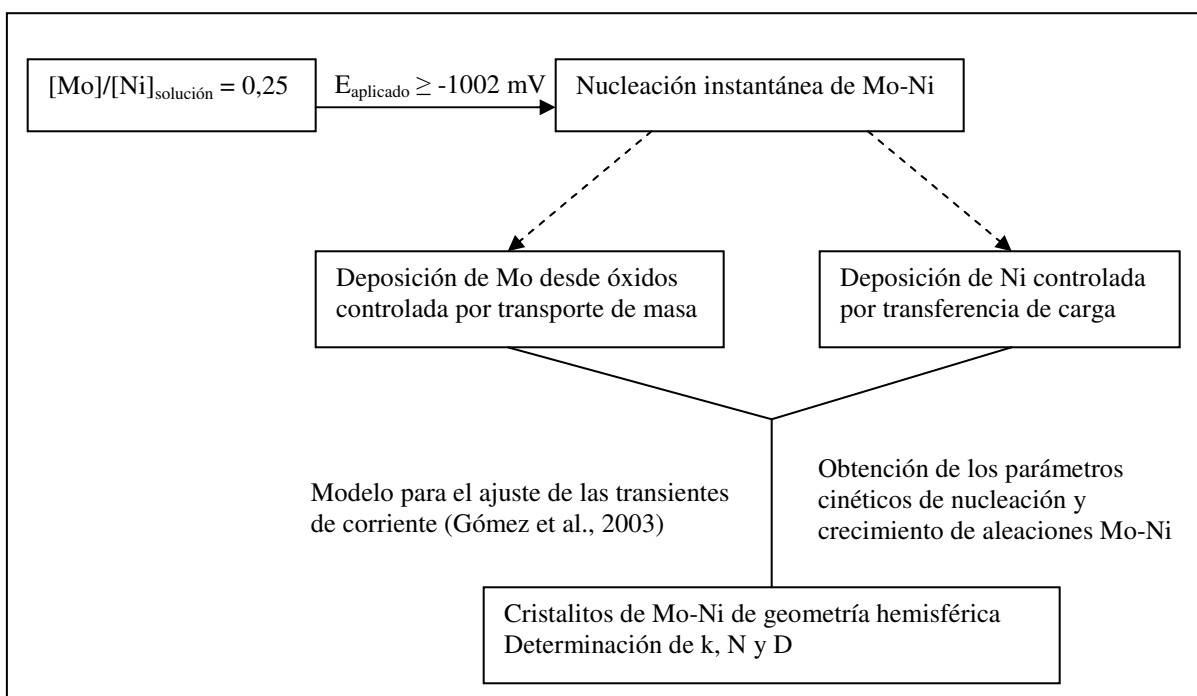 [Mo]/[Ni]solución = 0,25
Eaplicado ≥ -1002 mV
Nucleación instantánea de Mo-Ni
Deposición de Mo desde óxidos
controlada por transporte de masa
Deposición de Ni controlada
por transferencia de carga
Modelo para el ajuste de las transientes
de corriente (Gómez et al., 2003)
Obtención de los parámetros
cinéticos de nucleación y
crecimiento de aleaciones Mo-Ni
Cristalitos de Mo-Ni de geometría hemisférica
Determinación de k, N y D